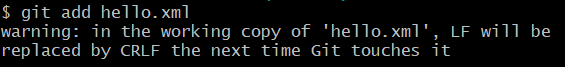 $ git add hello.xml
warning: in the working copy of 'hello.xml', LF will be
replaced by CRLF the next time Git touches it